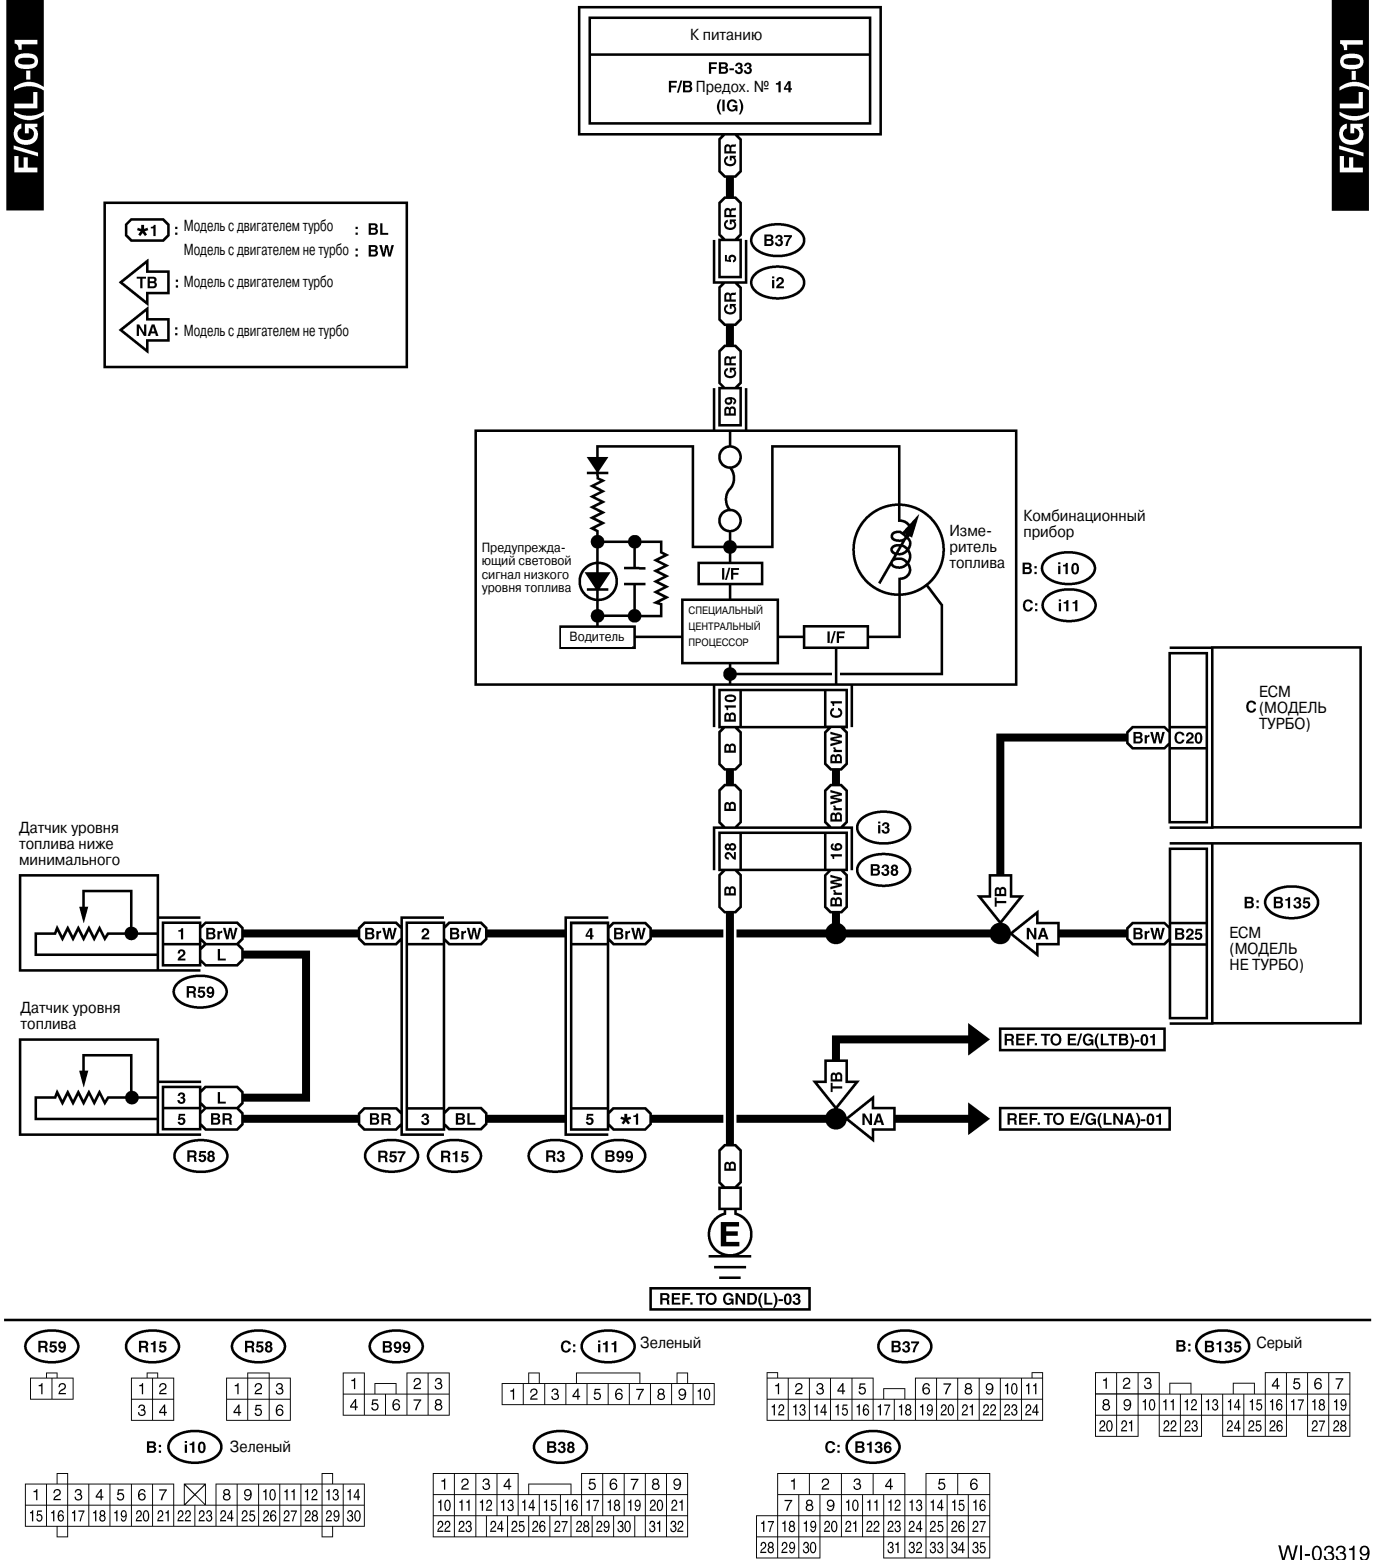 F/G(L)-01
F/G(L)-01
К питанию
FB-33
F/B Предох. № 14
(IG)
GR
GR
5
B37
i2
GR
GR
B9
*1 : Модель с двигателем турбо : BL
Модель с двигателем не турбо : BW
TB : Модель с двигателем турбо
NA : Модель с двигателем не турбо
Предупрежда-
ющий световой
сигнал низкого
уровня топлива
I/F
СПЕЦИАЛЬНЫЙ
ЦЕНТРАЛЬНЫЙ
ПРОЦЕССОР
Водитель
I/F
Изме-
ритель
топлива
Комбинационный
прибор
B: i10
C: i11
B10
C1
B
BrW
B
BrW
i3
28
16
B38
B
BrW
ECM
C (МОДЕЛЬ
ТУРБО)
BrW C20
TB
NA
BrW B25
B: B135
ECM
(МОДЕЛЬ
НЕ ТУРБО)
Датчик уровня
топлива ниже
минимального
1 BrW
2 L
R59
BrW 2 BrW
4 BrW
Датчик уровня
топлива
3 L
5 BR
R58
BR 3 BL
5 *1
R57
R15
R3
B99
TB
NA
REF. TO E/G(LTB)-01
REF. TO E/G(LNA)-01
B
E
REF. TO GND(L)-03
R59
1 2
R15
1 2
3 4
R58
1 2 3
4 5 6
B99
1 2 3
4 5 6 7 8
C: i11 Зеленый
1 2 3 4 5 6 7 8 9 10
B37
1 2 3 4 5 6 7 8 9 10 11
12 13 14 15 16 17 18 19 20 21 22 23 24
B: B135 Серый
1 2 3 4 5 6 7
8 9 10 11 12 13 14 15 16 17 18 19
20 21 22 23 24 25 26 27 28
B: i10 Зеленый
1 2 3 4 5 6 7 8 9 10 11 12 13 14
15 16 17 18 19 20 21 22 23 24 25 26 27 28 29 30
B38
1 2 3 4 5 6 7 8 9
10 11 12 13 14 15 16 17 18 19 20 21
22 23 24 25 26 27 28 29 30 31 32
C: B136
1 2 3 4 5 6
7 8 9 10 11 12 13 14 15 16
17 18 19 20 21 22 23 24 25 26 27
28 29 30 31 32 33 34 35
WI-03319